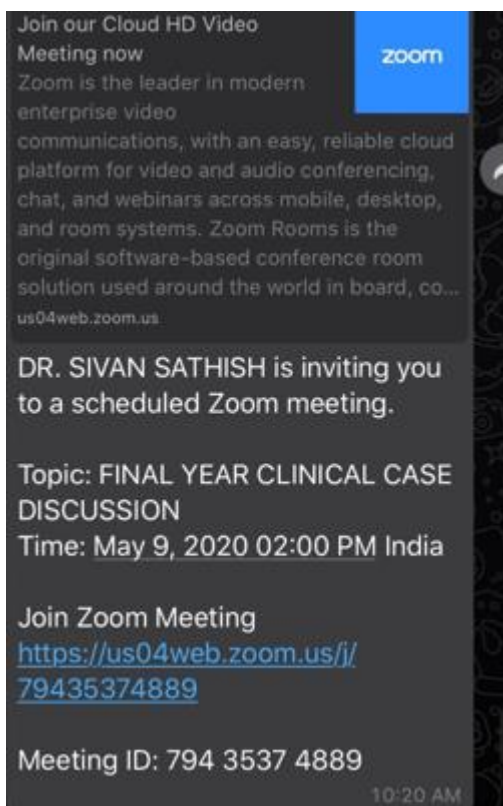 Join our Cloud HD Video
Meeting now
zoom
Zoom is the leader in modern
enterprise video
communications, with an easy, reliable cloud
platform for video and audio conferencing,
chat, and webinars across mobile, desktop,
and room systems. Zoom Rooms is the
original software-based conference room
solution used around the world in board, co...
us04web.zoom.us
DR. SIVAN SATHISH is inviting you
to a scheduled Zoom meeting.
Topic: FINAL YEAR CLINICAL CASE
DISCUSSION
Time: May 9, 2020 02:00 PM India
Join Zoom Meeting
https://us04web.zoom.us/j/
79435374889
Meeting ID: 794 3537 4889
10:20 AM